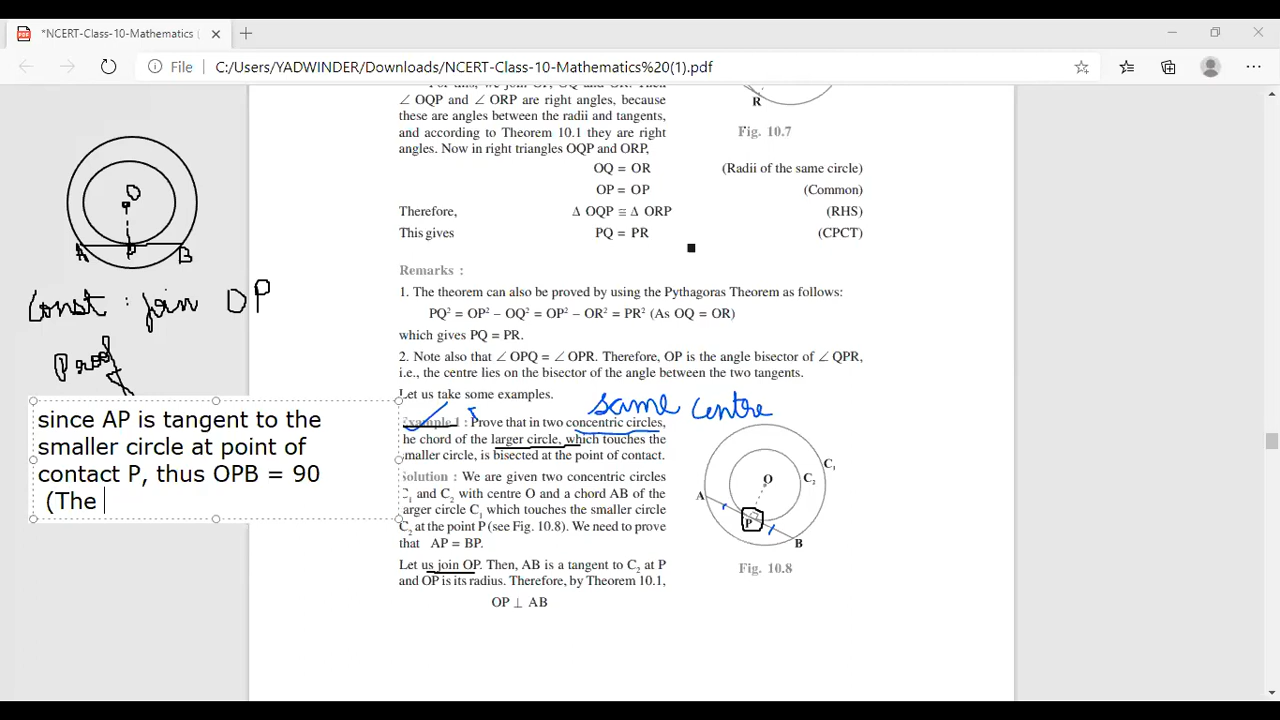 *NCERT-Class-10-Mathematics (
File C:/Users/YADWINDER/Downloads/NCERT-Class-10-Mathematics%20(1).pdf
∠ OQP and ∠ ORP are right angles, because
these are angles between the radii and tangents,
and according to Theorem 10.1 they are right
angles. Now in right triangles OQP and ORP,
R
Fig. 10.7
OQ = OR (Radii of the same circle)
OP = OP (Common)
Therefore, Δ OQP ≅ Δ ORP (RHS)
This gives PQ = PR (CPCT)
Remarks :
1. The theorem can also be proved by using the Pythagoras Theorem as follows:
PQ² = OP² – OQ² = OP² – OR² = PR² (As OQ = OR)
which gives PQ = PR.
2. Note also that ∠ OPQ = ∠ OPR. Therefore, OP is the angle bisector of ∠ QPR,
i.e., the centre lies on the bisector of the angle between the two tangents.
Let us take some examples.
same centre
Example 1 : Prove that in two concentric circles,
the chord of the larger circle, which touches the
smaller circle, is bisected at the point of contact.
Solution : We are given two concentric circles
C₁ and C₂ with centre O and a chord AB of the
larger circle C₁ which touches the smaller circle
C₂ at the point P (see Fig. 10.8). We need to prove
that AP = BP.
Let us join OP. Then, AB is a tangent to C₂ at P
and OP is its radius. Therefore, by Theorem 10.1,
OP ⊥ AB
O
C₁
C₂
A
P
B
Fig. 10.8
O
A P B
Const : join OP
Proof
since AP is tangent to the
smaller circle at point of
contact P, thus OPB = 90
(The